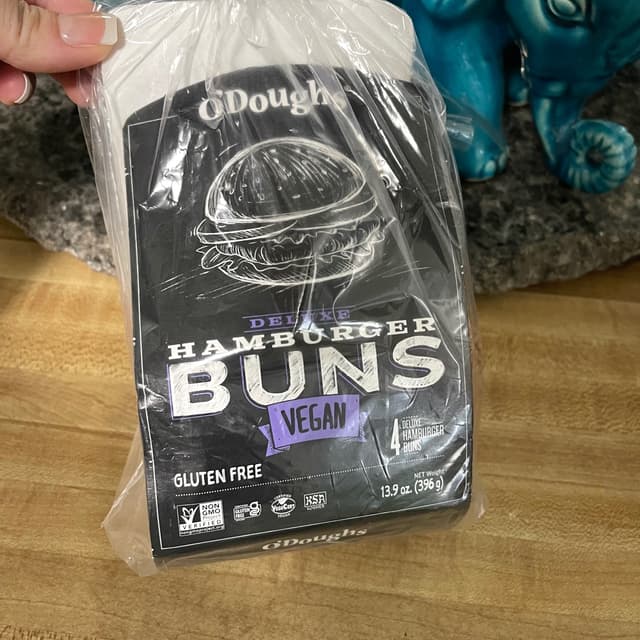 O'Doughs
DELUXE
HAMBURGER
BUNS
VEGAN
4 DELUXE
HAMBURGER
BUNS
GLUTEN FREE
NET Weight
13.9 oz. (396 g)
NON
GMO
VERIFIED
O'Doughs